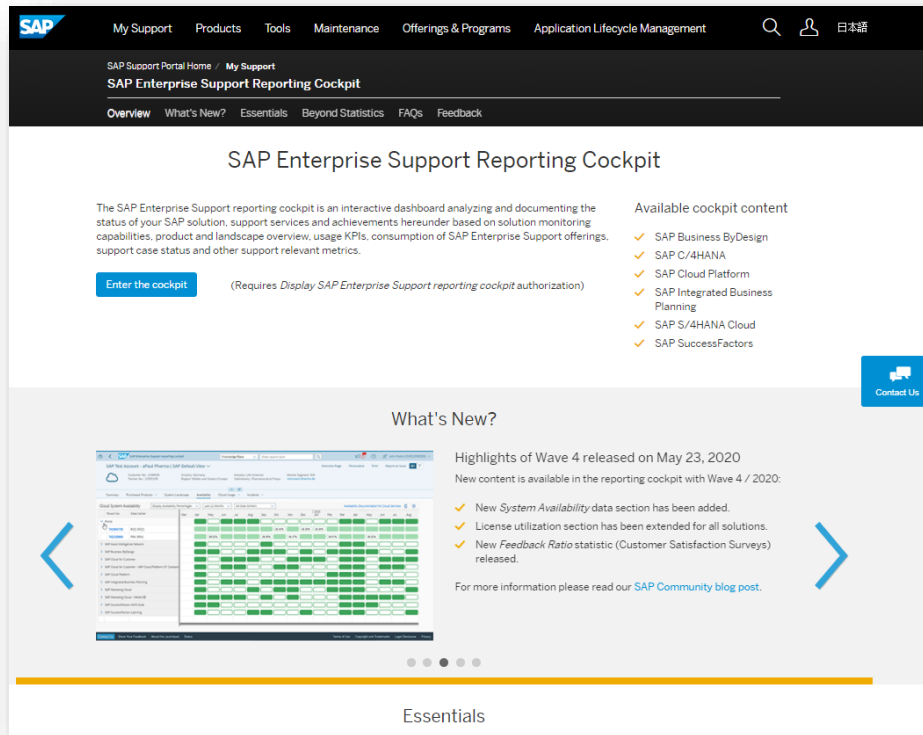 SAP
My Support Products Tools Maintenance Offerings & Programs Application Lifecycle Management 日本語
SAP Support Portal Home / My Support
SAP Enterprise Support Reporting Cockpit
Overview What's New? Essentials Beyond Statistics FAQs Feedback
SAP Enterprise Support Reporting Cockpit
The SAP Enterprise Support reporting cockpit is an interactive dashboard analyzing and documenting the
status of your SAP solution, support services and achievements hereunder based on solution monitoring
capabilities, product and landscape overview, usage KPIs, consumption of SAP Enterprise Support offerings,
support case status and other support relevant metrics.
Enter the cockpit
(Requires Display SAP Enterprise Support reporting cockpit authorization)
Available cockpit content
SAP Business ByDesign
SAP C/4HANA
SAP Cloud Platform
SAP Integrated Business
Planning
SAP S/4HANA Cloud
SAP SuccessFactors
Contact Us
What's New?
Highlights of Wave 4 released on May 23, 2020
New content is available in the reporting cockpit with Wave 4 / 2020:
New System Availability data section has been added.
License utilization section has been extended for all solutions.
New Feedback Ratio statistic (Customer Satisfaction Surveys)
released.
For more information please read our SAP Community blog post.
Essentials